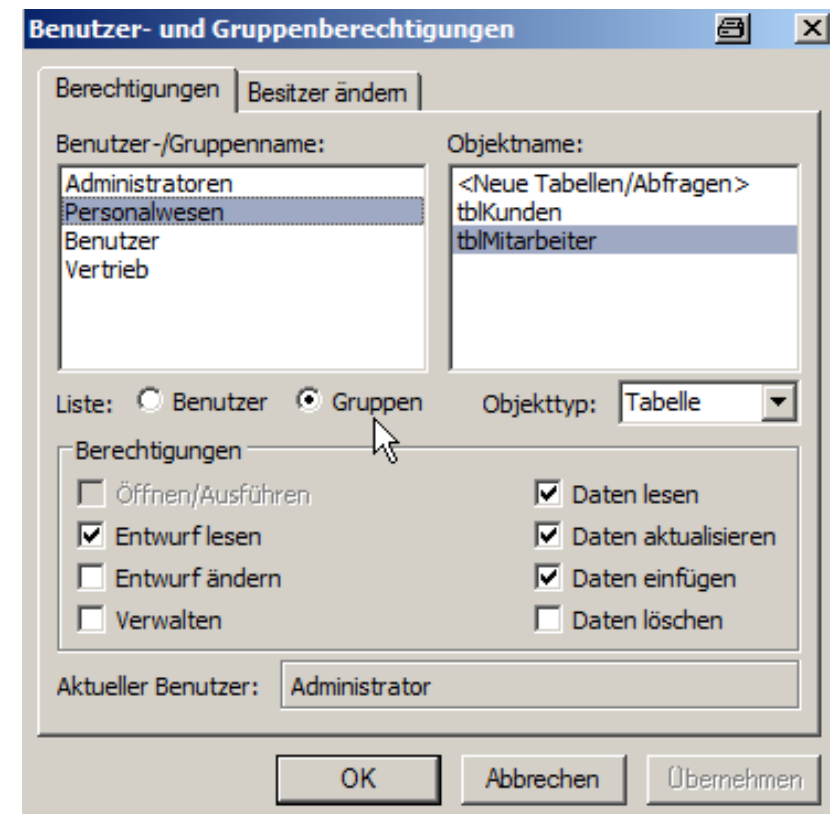 Benutzer- und Gruppenberechtigungen
Berechtigungen
Besitzer ändern
Benutzer-/Gruppenname:
Administratoren
Personalwesen
Benutzer
Vertrieb
Objektname:
<Neue Tabellen/Abfragen>
tblKunden
tblMitarbeiter
Liste: Benutzer Gruppen
Objekttyp: Tabelle
Berechtigungen
Öffnen/Ausführen
Entwurf lesen
Entwurf ändern
Verwalten
Daten lesen
Daten aktualisieren
Daten einfügen
Daten löschen
Aktueller Benutzer: Administrator
OK Abbrechen Übernehmen